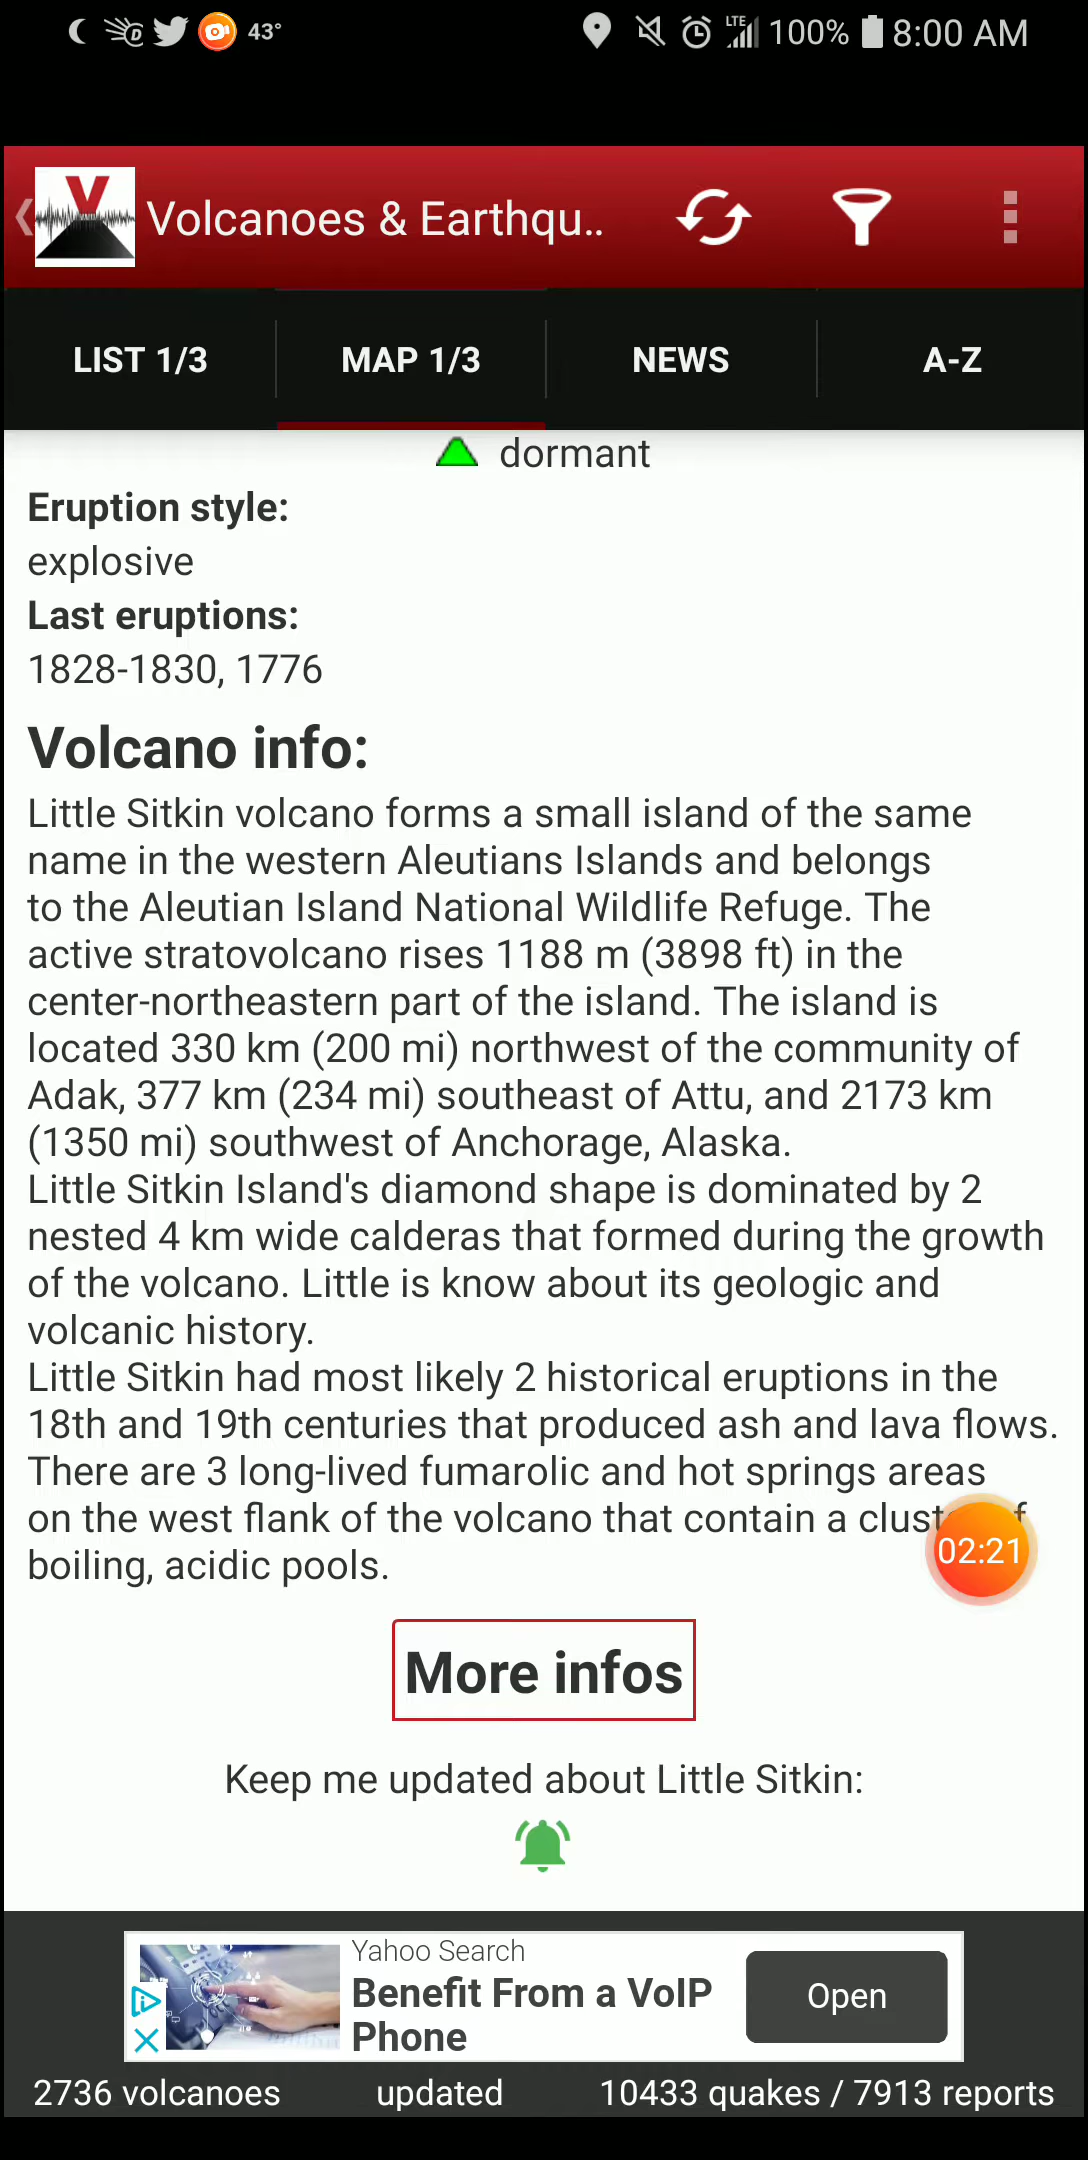 43°
LTE
100%
8:00 AM
V
Volcanoes & Earthqu..
LIST 1/3
MAP 1/3
NEWS
A-Z
dormant
Eruption style:
explosive
Last eruptions:
1828-1830, 1776
Volcano info:
Little Sitkin volcano forms a small island of the same
name in the western Aleutians Islands and belongs
to the Aleutian Island National Wildlife Refuge. The
active stratovolcano rises 1188 m (3898 ft) in the
center-northeastern part of the island. The island is
located 330 km (200 mi) northwest of the community of
Adak, 377 km (234 mi) southeast of Attu, and 2173 km
(1350 mi) southwest of Anchorage, Alaska.
Little Sitkin Island's diamond shape is dominated by 2
nested 4 km wide calderas that formed during the growth
of the volcano. Little is know about its geologic and
volcanic history.
Little Sitkin had most likely 2 historical eruptions in the
18th and 19th centuries that produced ash and lava flows.
There are 3 long-lived fumarolic and hot springs areas
on the west flank of the volcano that contain a
02:21
boiling, acidic pools.
More infos
Keep me updated about Little Sitkin:
Yahoo Search
Benefit From a VoIP
Phone
Open
2736 volcanoes
updated
10433 quakes / 7913 reports